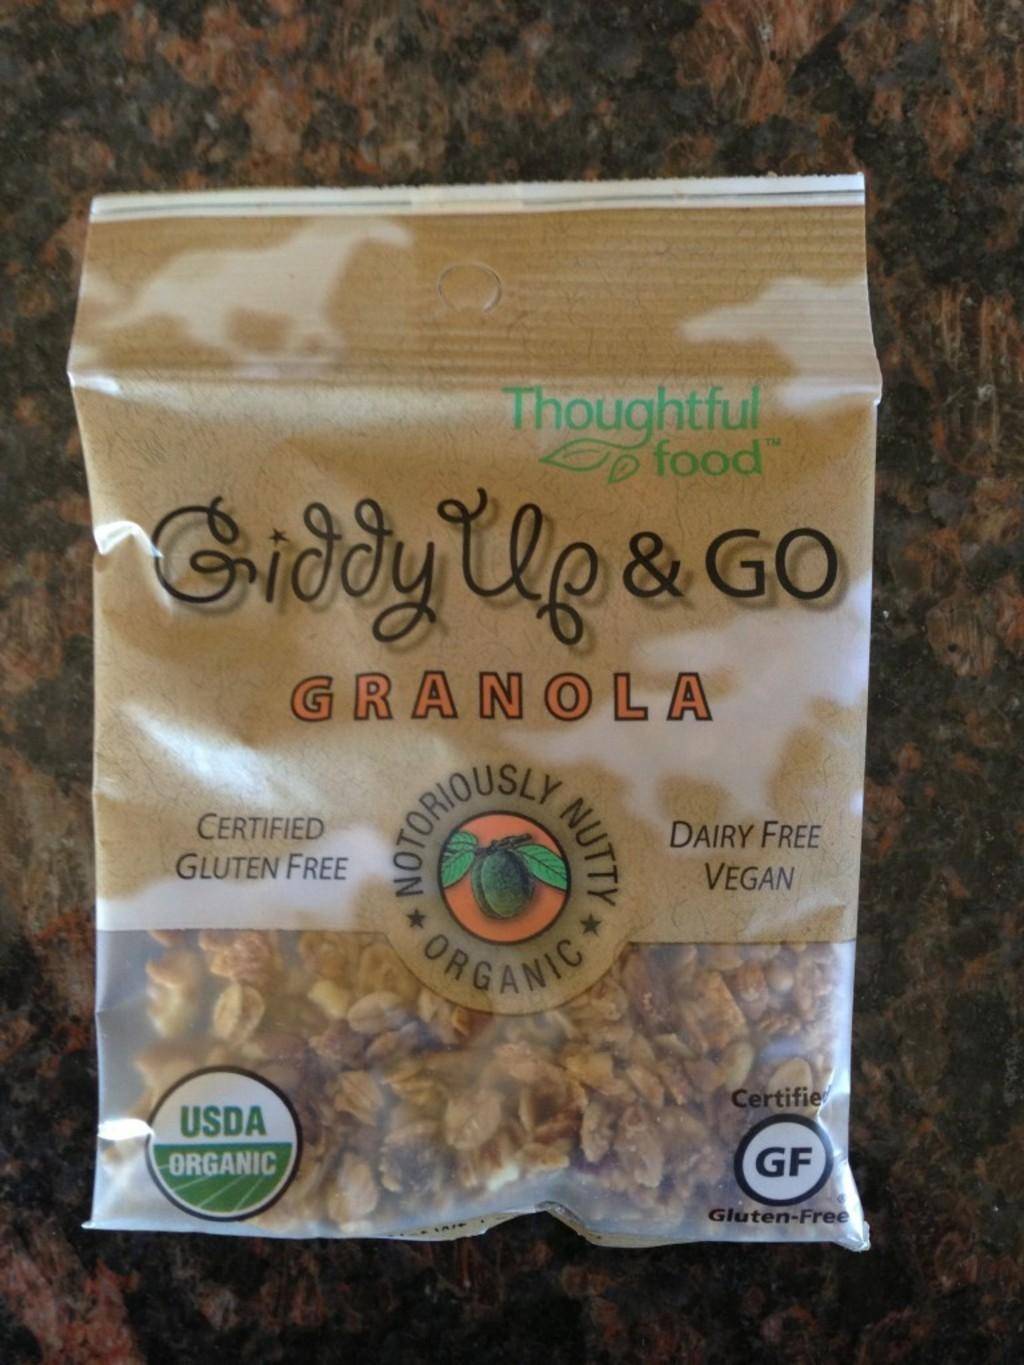 Thoughtful
food™
Giddy Up & GO
GRANOLA
NOTORIOUSLY NUTTY
ORGANIC
CERTIFIED
GLUTEN FREE
DAIRY FREE
VEGAN
USDA
ORGANIC
Certified
GF
Gluten-Free